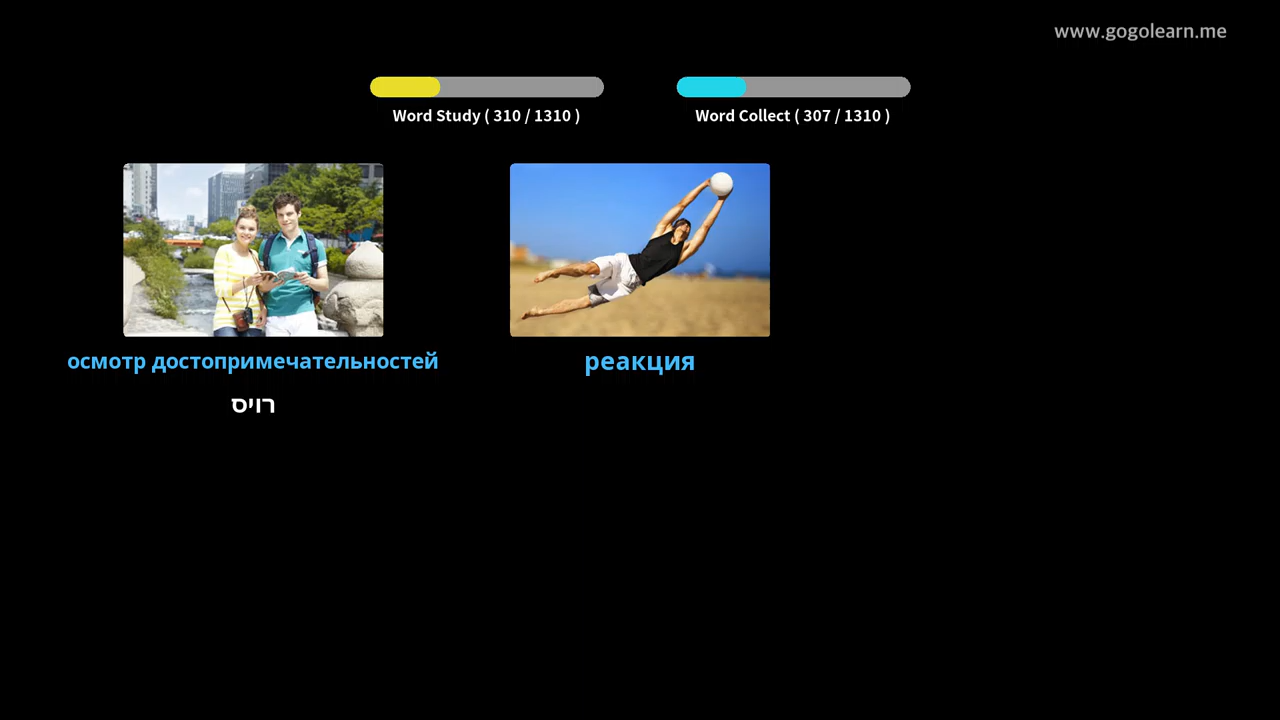 www.gogolearn.me
Word Study ( 310 / 1310 )
Word Collect ( 307 / 1310 )
осмотр достопримечательностей
реакция
רויס